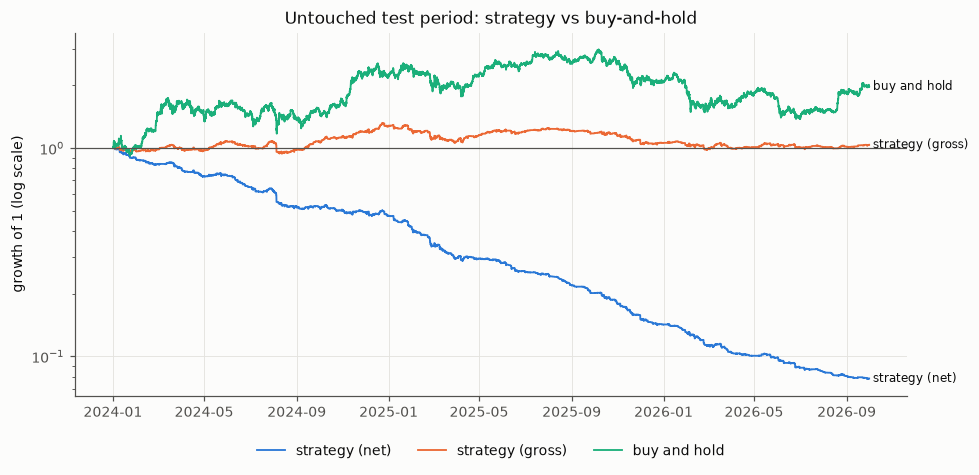 Untouched test period: strategy vs buy-and-hold
growth of 1 (log scale)
10⁰
10⁻¹
buy and hold
strategy (gross)
strategy (net)
2024-01 2024-05 2024-09 2025-01 2025-05 2025-09 2026-01 2026-05 2026-09
strategy (net) strategy (gross) buy and hold